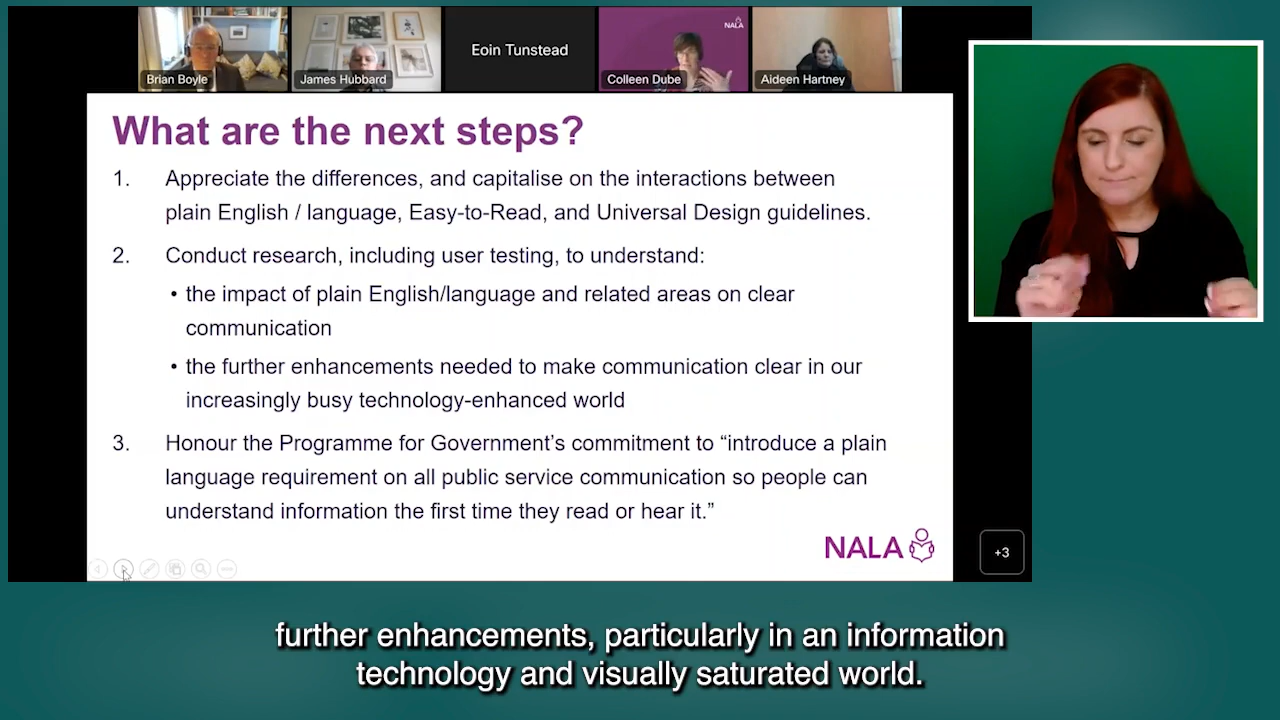 NALA
Brian Boyle
James Hubbard
Eoin Tunstead
Colleen Dube
Aideen Hartney
What are the next steps?
1. Appreciate the differences, and capitalise on the interactions between
plain English / language, Easy-to-Read, and Universal Design guidelines.
2. Conduct research, including user testing, to understand:
• the impact of plain English/language and related areas on clear
communication
• the further enhancements needed to make communication clear in our
increasingly busy technology-enhanced world
3. Honour the Programme for Government’s commitment to “introduce a plain
language requirement on all public service communication so people can
understand information the first time they read or hear it.”
NALA
+3
further enhancements, particularly in an information
technology and visually saturated world.